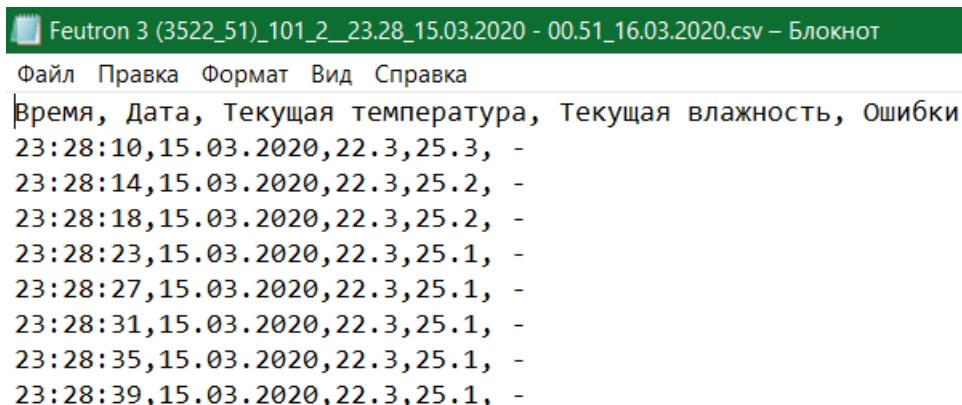 Feutron 3 (3522_51)_101_2__23.28_15.03.2020 - 00.51_16.03.2020.csv – Блокнот
Файл Правка Формат Вид Справка
Время, Дата, Текущая температура, Текущая влажность, Ошибки
23:28:10,15.03.2020,22.3,25.3, -
23:28:14,15.03.2020,22.3,25.2, -
23:28:18,15.03.2020,22.3,25.2, -
23:28:23,15.03.2020,22.3,25.1, -
23:28:27,15.03.2020,22.3,25.1, -
23:28:31,15.03.2020,22.3,25.1, -
23:28:35,15.03.2020,22.3,25.1, -
23:28:39,15.03.2020,22.3,25.1, -